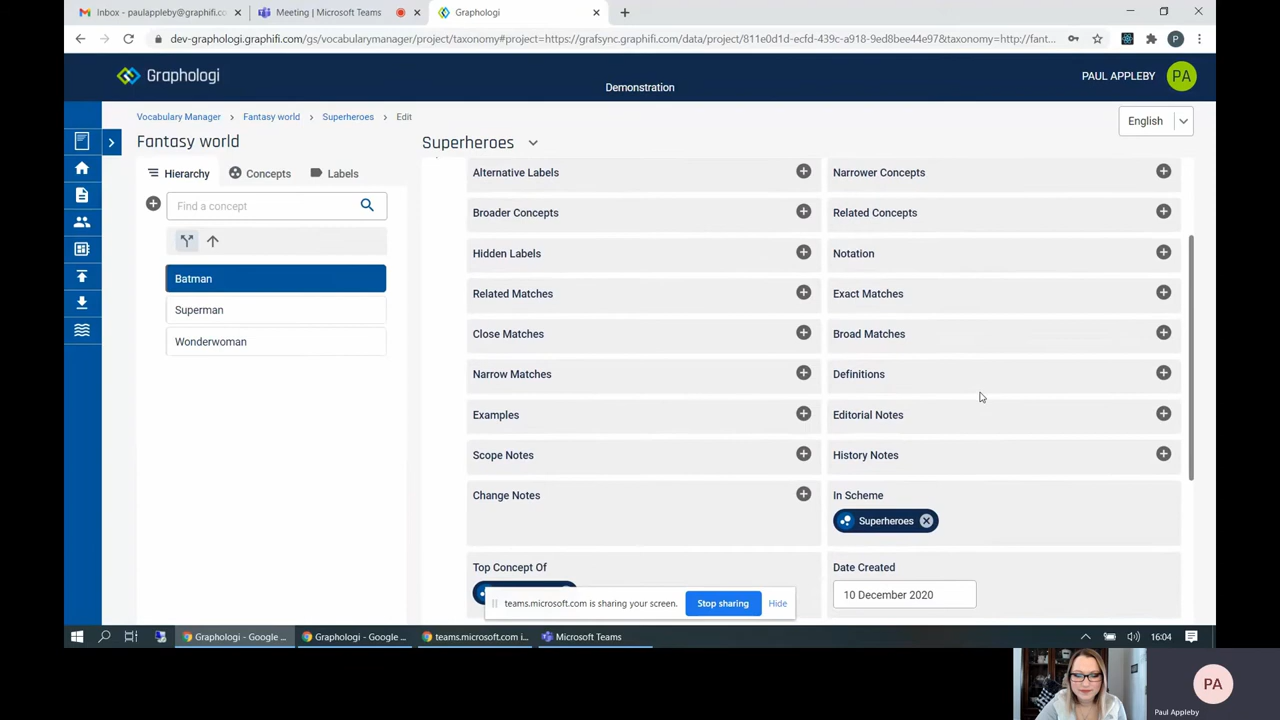 Inbox - paulappleby@graphifi.c
Meeting | Microsoft Teams
Graphologi
dev-graphologi.graphifi.com/gs/vocabularymanager/project/taxonomy#project=https://grafsync.graphifi.com/data/project/811e0d1d-ecfd-439c-a918-9ed8bee44e97&taxonomy=http://fant...
P
Graphologi
Demonstration
PAUL APPLEBY
PA
Vocabulary Manager > Fantasy world > Superheroes > Edit
English
Fantasy world
Superheroes
Hierarchy
Concepts
Labels
Find a concept
Batman
Superman
Wonderwoman
Alternative Labels
Narrower Concepts
Broader Concepts
Related Concepts
Hidden Labels
Notation
Related Matches
Exact Matches
Close Matches
Broad Matches
Narrow Matches
Definitions
Examples
Editorial Notes
Scope Notes
History Notes
Change Notes
In Scheme
Superheroes
Top Concept Of
Date Created
10 December 2020
teams.microsoft.com is sharing your screen.
Stop sharing
Hide
Graphologi - Google ...
Graphologi - Google ...
teams.microsoft.com i...
Microsoft Teams
16:04
PA
Paul Appleby